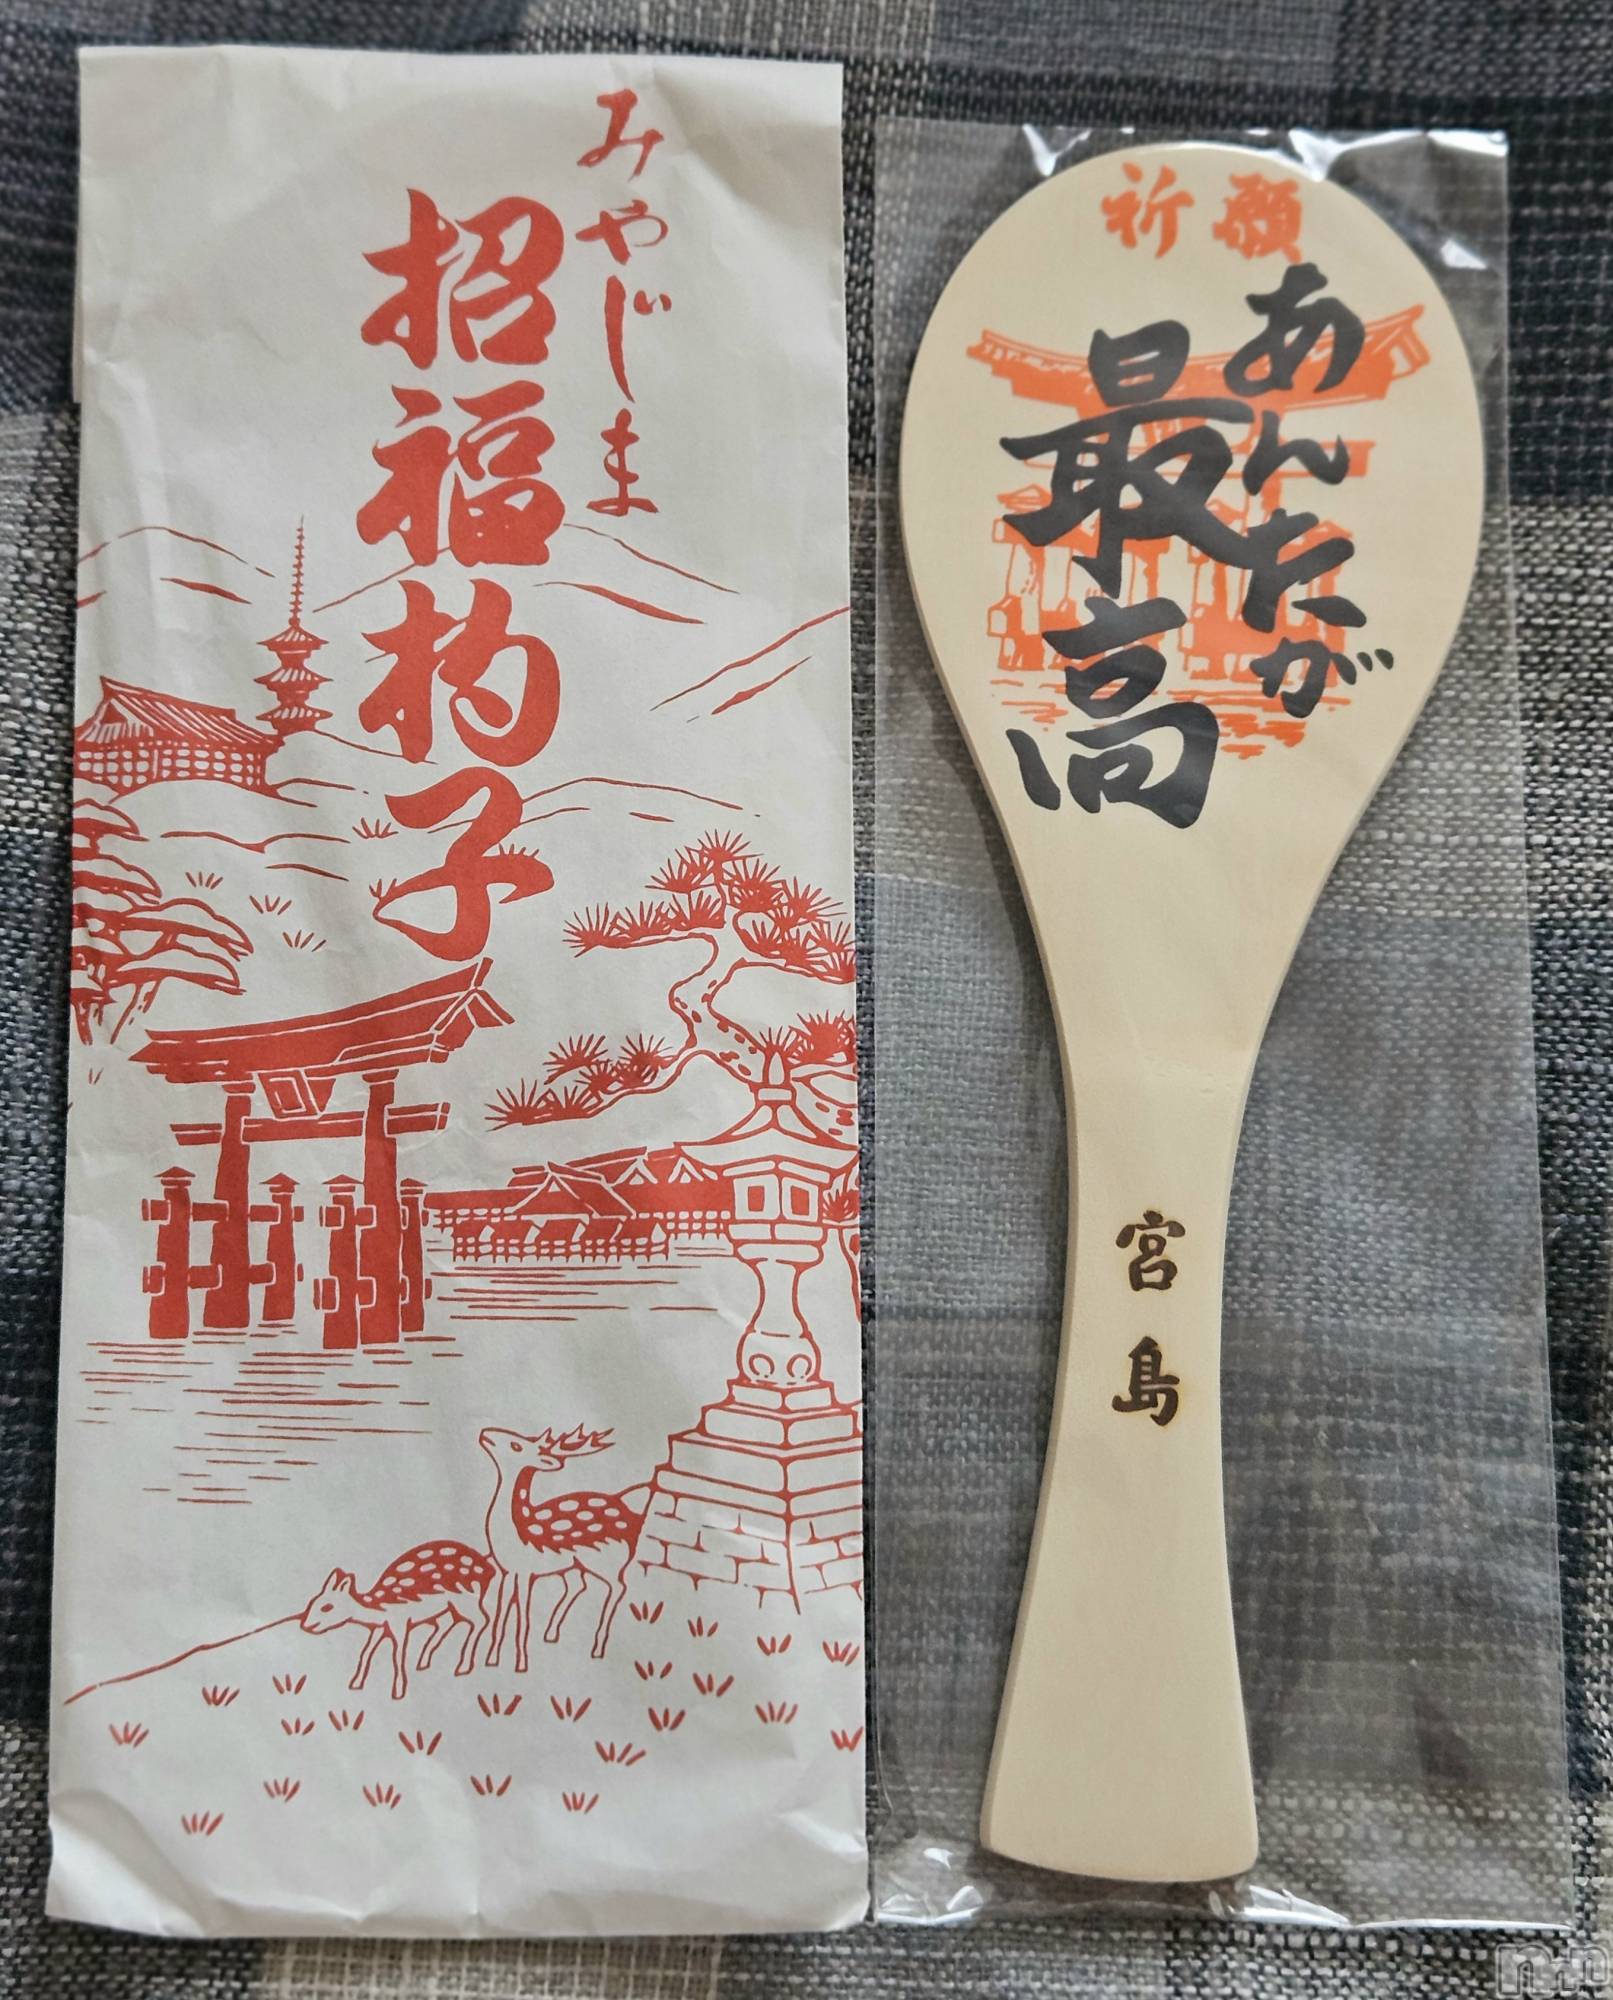 みやじま
招福杓子
祈願
あんたが
最高
宮島